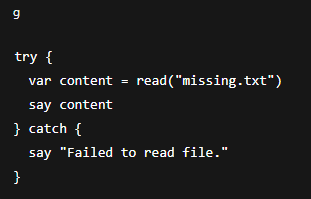 g
try {
  var content = read("missing.txt")
  say content
} catch {
  say "Failed to read file."
}